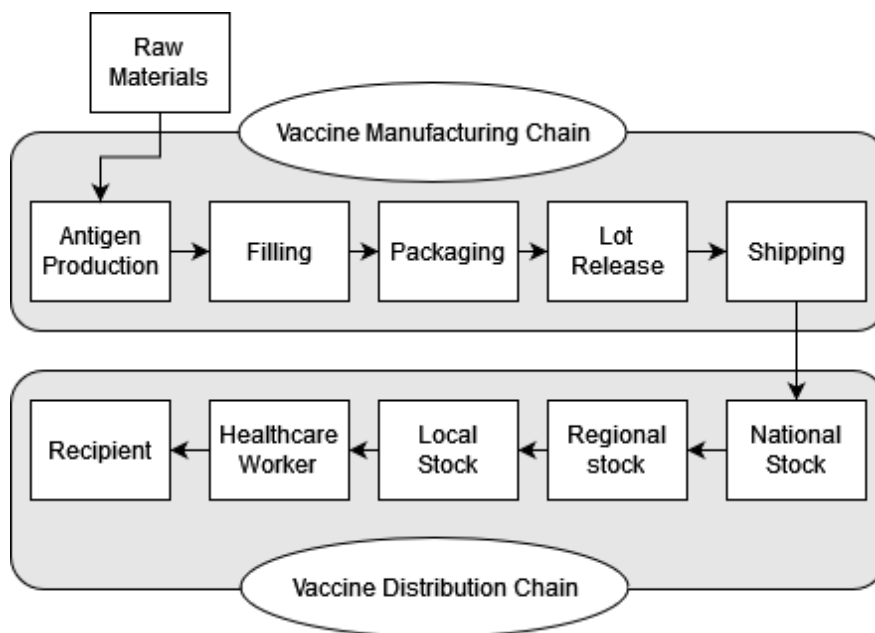 Raw
Materials
Vaccine Manufacturing Chain
Antigen
Production
Filling
Packaging
Lot
Release
Shipping
Recipient
Healthcare
Worker
Local
Stock
Regional
stock
National
Stock
Vaccine Distribution Chain